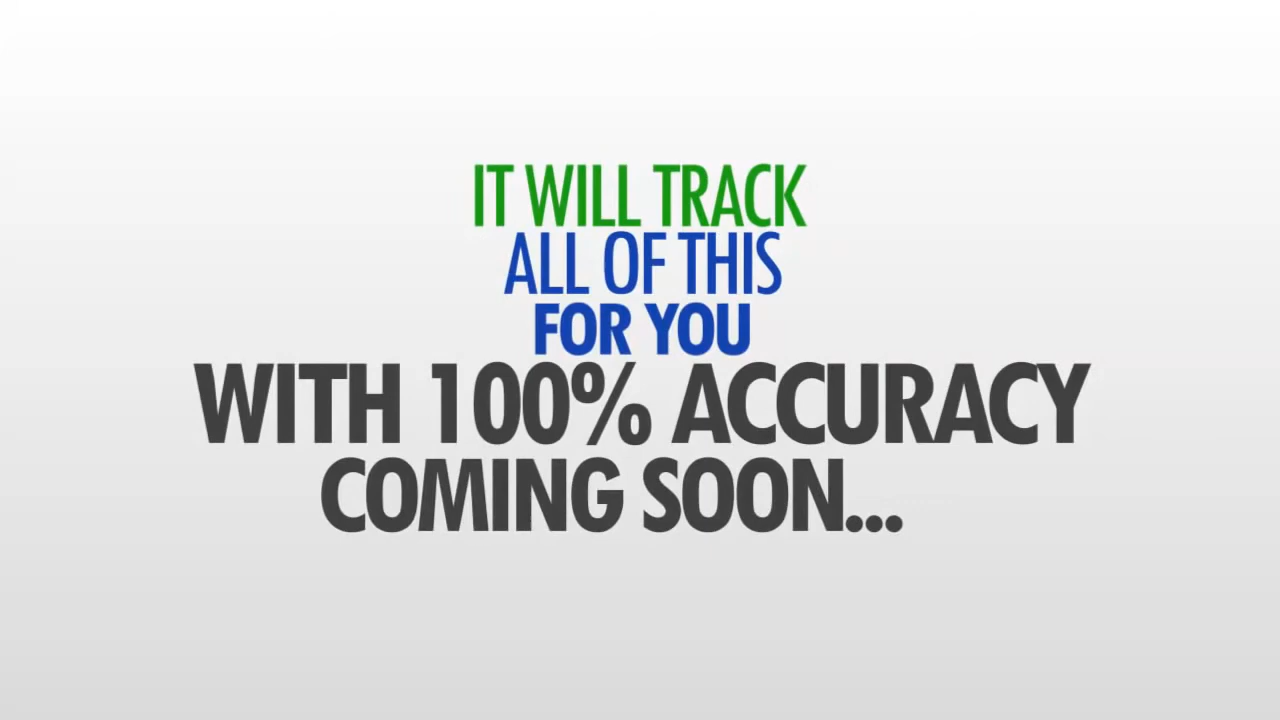 IT WILL TRACK
ALL OF THIS
FOR YOU
WITH 100% ACCURACY
COMING SOON...